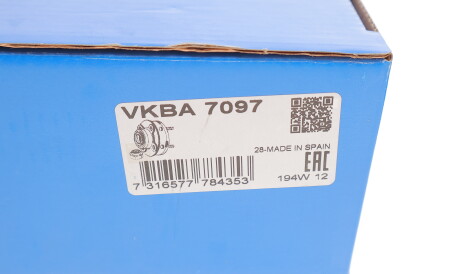 VKBA 7097
28-MADE IN SPAIN
EAC
7 316577 784353
194W 12